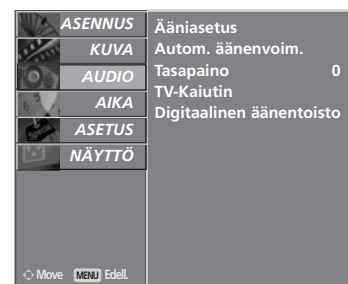 ASENNUS
KUVA
AUDIO
AIKA
ASETUS
NÄYTTÖ
Ääniasetus
Autom. äänenvoim.
Tasapaino 0
TV-Kaiutin
Digitaalinen äänentoisto
Move MENU Edell.